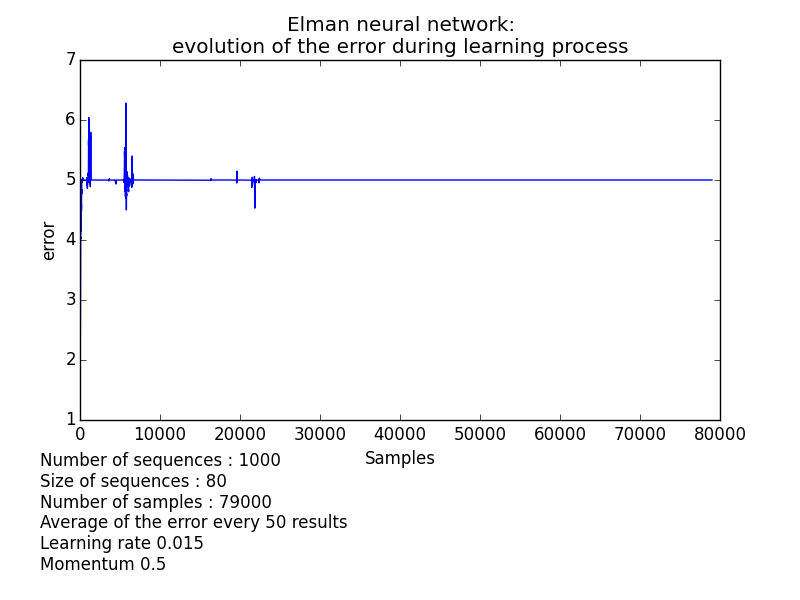 Elman neural network:
evolution of the error during learning process
7
6
5
4
3
2
1
error
0 10000 20000 30000 40000 50000 60000 70000 80000
Samples
Number of sequences : 1000
Size of sequences : 80
Number of samples : 79000
Average of the error every 50 results
Learning rate 0.015
Momentum 0.5